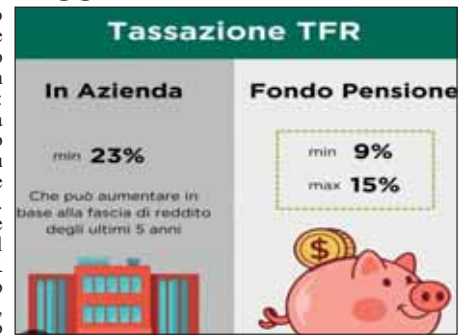 Tassazione TFR
In Azienda
min 23%
Che può aumentare in
base alla fascia di reddito
degli ultimi 5 anni
Fondo Pensione
min 9%
max 15%
$